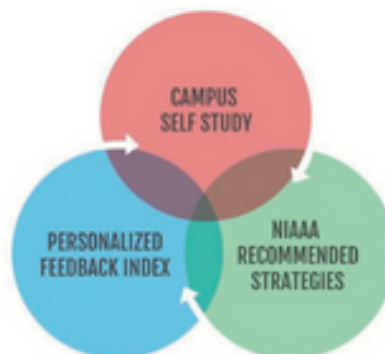 CAMPUS
SELF STUDY
PERSONALIZED
FEEDBACK INDEX
NIAAA
RECOMMENDED
STRATEGIES